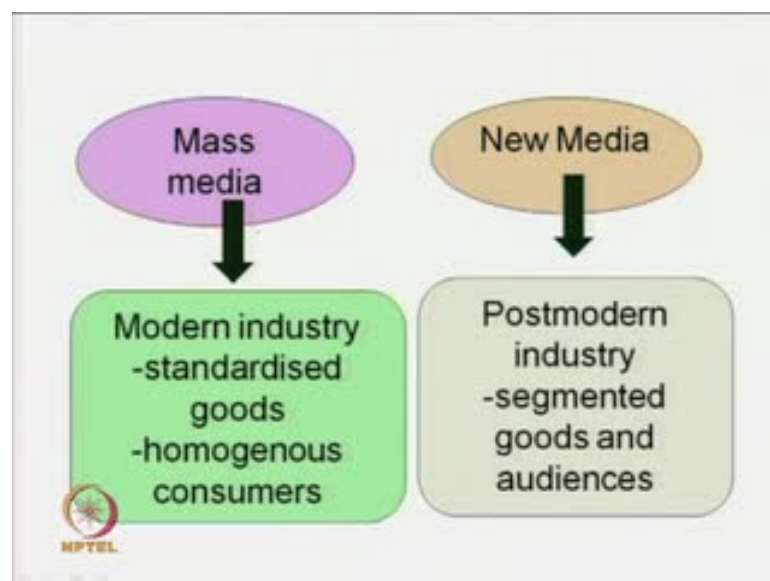 Mass
media
New Media
Modern industry
-standardised
goods
-homogenous
consumers
Postmodern
industry
-segmented
goods and
audiences
NPTEL